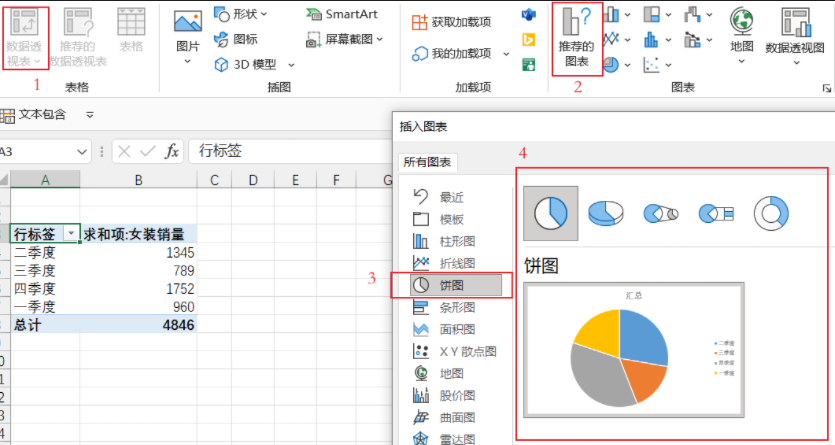 数据透视表
推荐的数据透视表
表格
图片
形状
图标
3D 模型
SmartArt
屏幕截图
获取加载项
我的加载项
推荐的图表
地图
数据透视图
1
2
表格
插图
加载项
图表
文本包含
A3
fx
行标签
A B C D E F G
行标签 求和项:女装销量
二季度 1345
三季度 789
四季度 1752
一季度 960
总计 4846
插入图表
所有图表
4
最近
模板
柱形图
折线图
3
饼图
条形图
面积图
X Y 散点图
地图
股价图
曲面图
雷达图
饼图
汇总
二季度
三季度
四季度
一季度